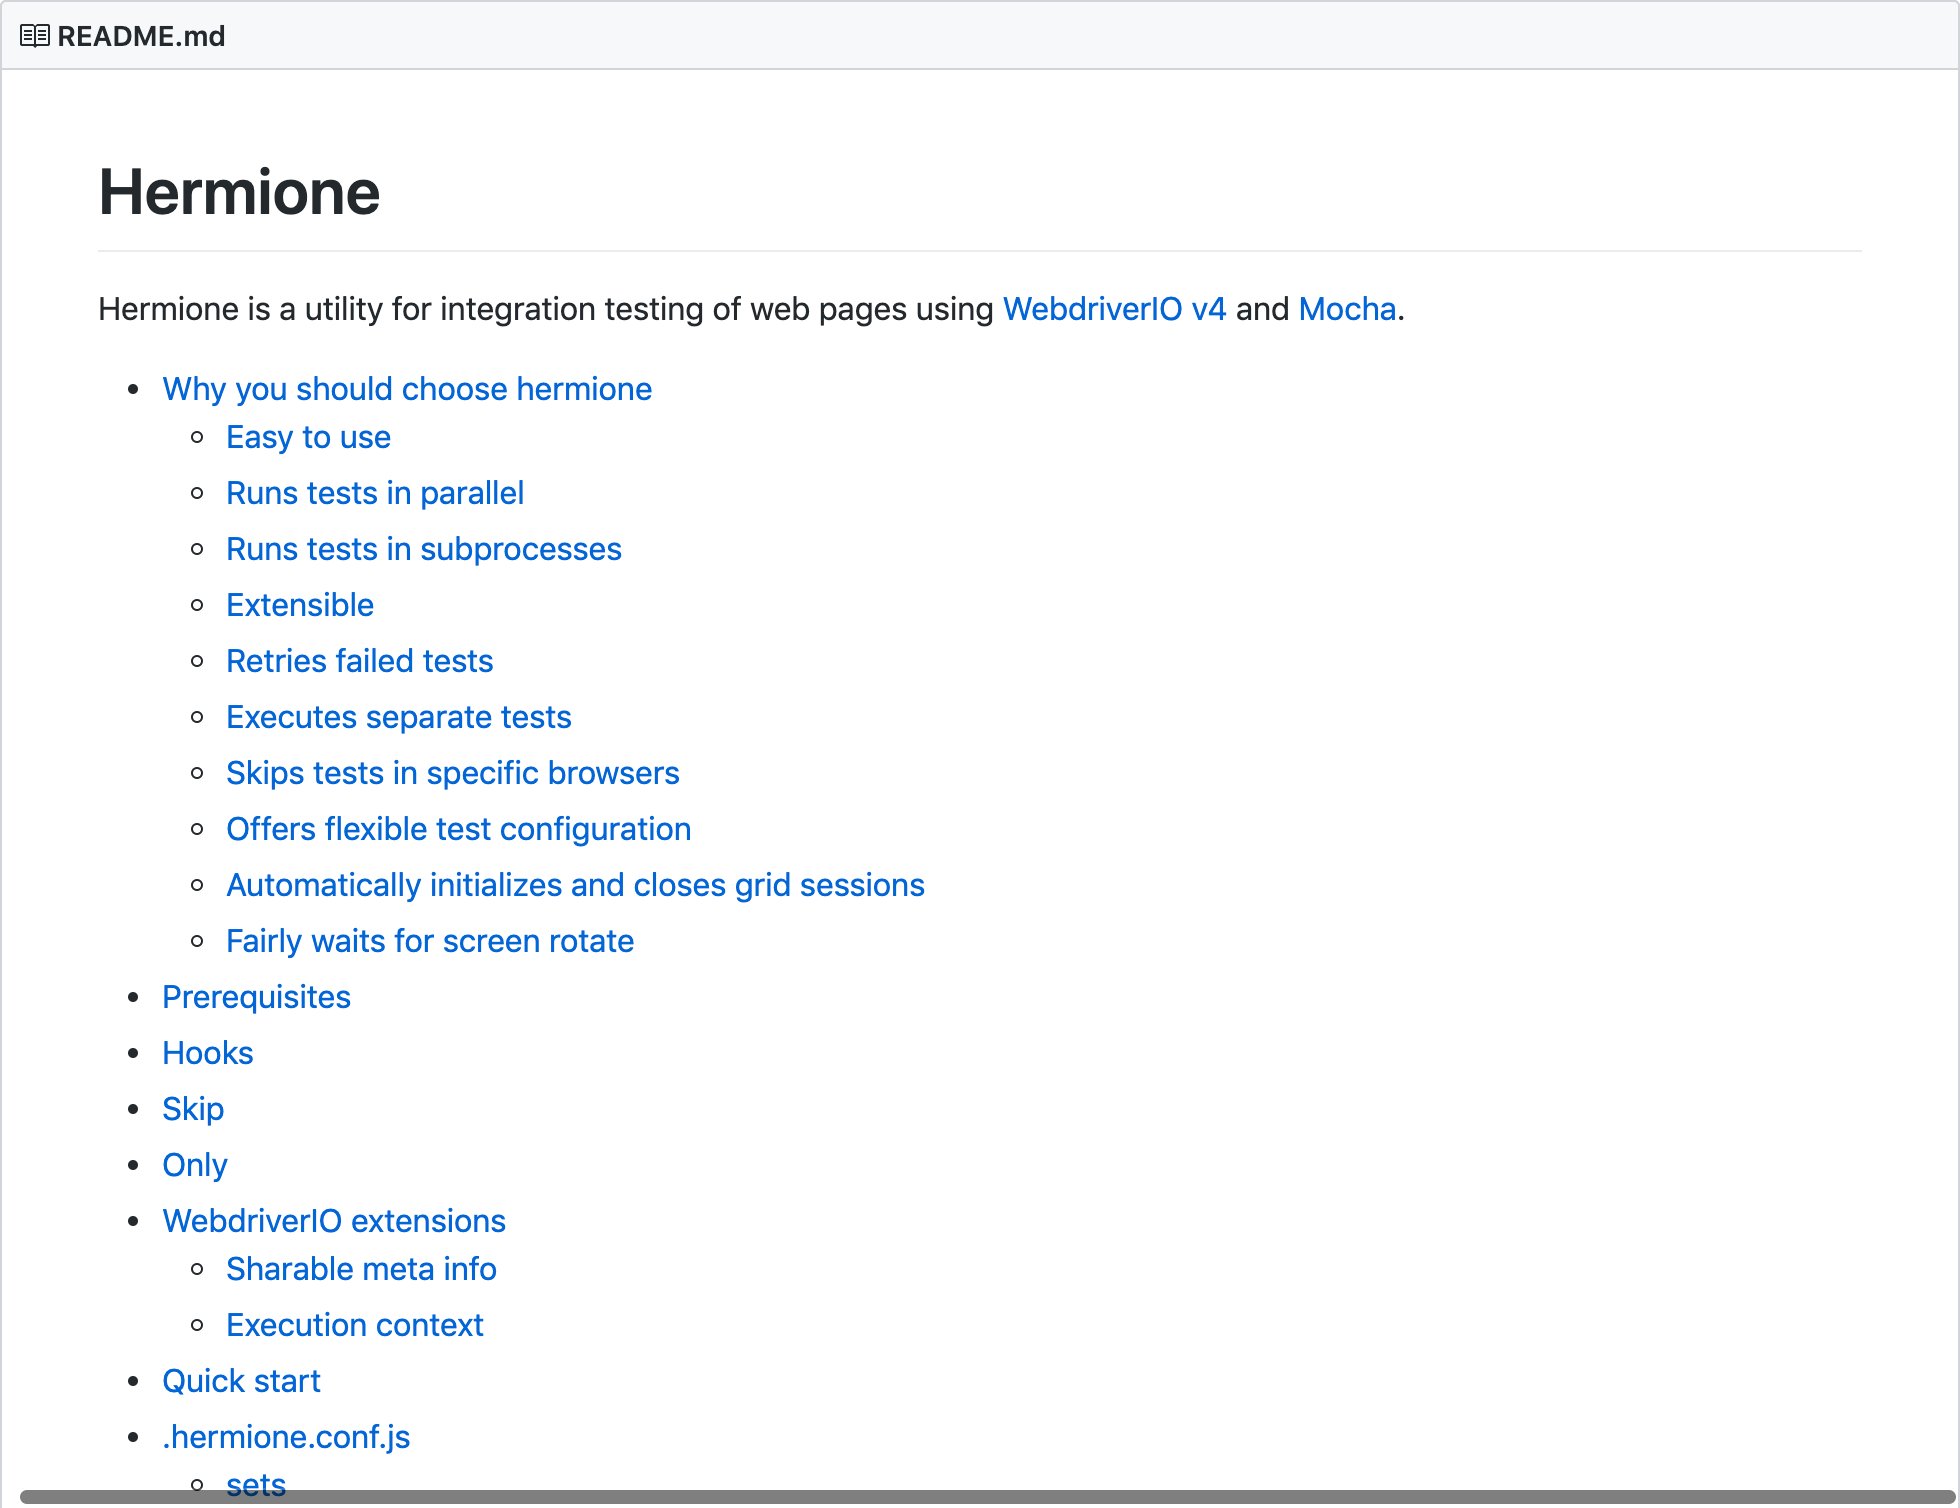 README.md
Hermione
Hermione is a utility for integration testing of web pages using WebdriverIO v4 and Mocha.
Why you should choose hermione
Easy to use
Runs tests in parallel
Runs tests in subprocesses
Extensible
Retries failed tests
Executes separate tests
Skips tests in specific browsers
Offers flexible test configuration
Automatically initializes and closes grid sessions
Fairly waits for screen rotate
Prerequisites
Hooks
Skip
Only
WebdriverIO extensions
Sharable meta info
Execution context
Quick start
.hermione.conf.js
sets